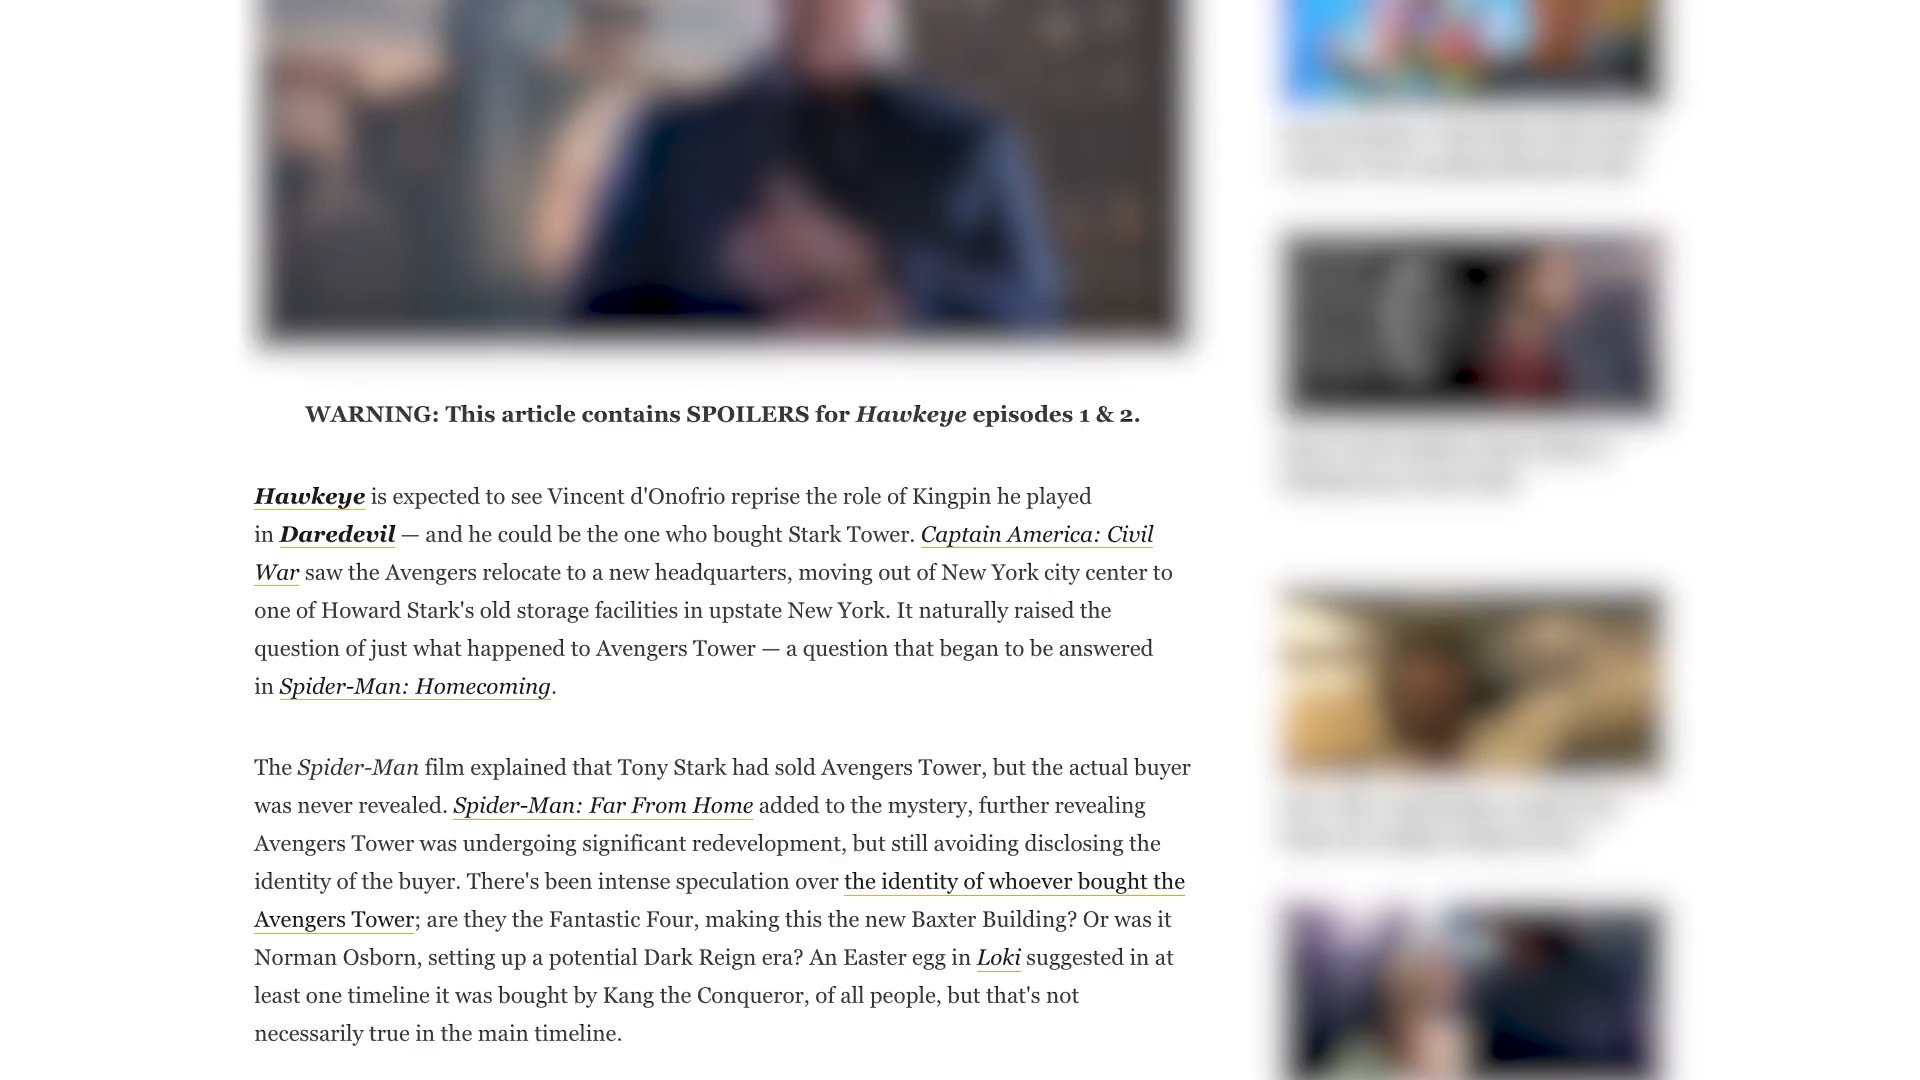 WARNING: This article contains SPOILERS for Hawkeye episodes 1 & 2.
Hawkeye is expected to see Vincent d'Onofrio reprise the role of Kingpin he played
in Daredevil — and he could be the one who bought Stark Tower. Captain America: Civil
War saw the Avengers relocate to a new headquarters, moving out of New York city center to
one of Howard Stark's old storage facilities in upstate New York. It naturally raised the
question of just what happened to Avengers Tower — a question that began to be answered
in Spider-Man: Homecoming.
The Spider-Man film explained that Tony Stark had sold Avengers Tower, but the actual buyer
was never revealed. Spider-Man: Far From Home added to the mystery, further revealing
Avengers Tower was undergoing significant redevelopment, but still avoiding disclosing the
identity of the buyer. There's been intense speculation over the identity of whoever bought the
Avengers Tower; are they the Fantastic Four, making this the new Baxter Building? Or was it
Norman Osborn, setting up a potential Dark Reign era? An Easter egg in Loki suggested in at
least one timeline it was bought by Kang the Conqueror, of all people, but that's not
necessarily true in the main timeline.